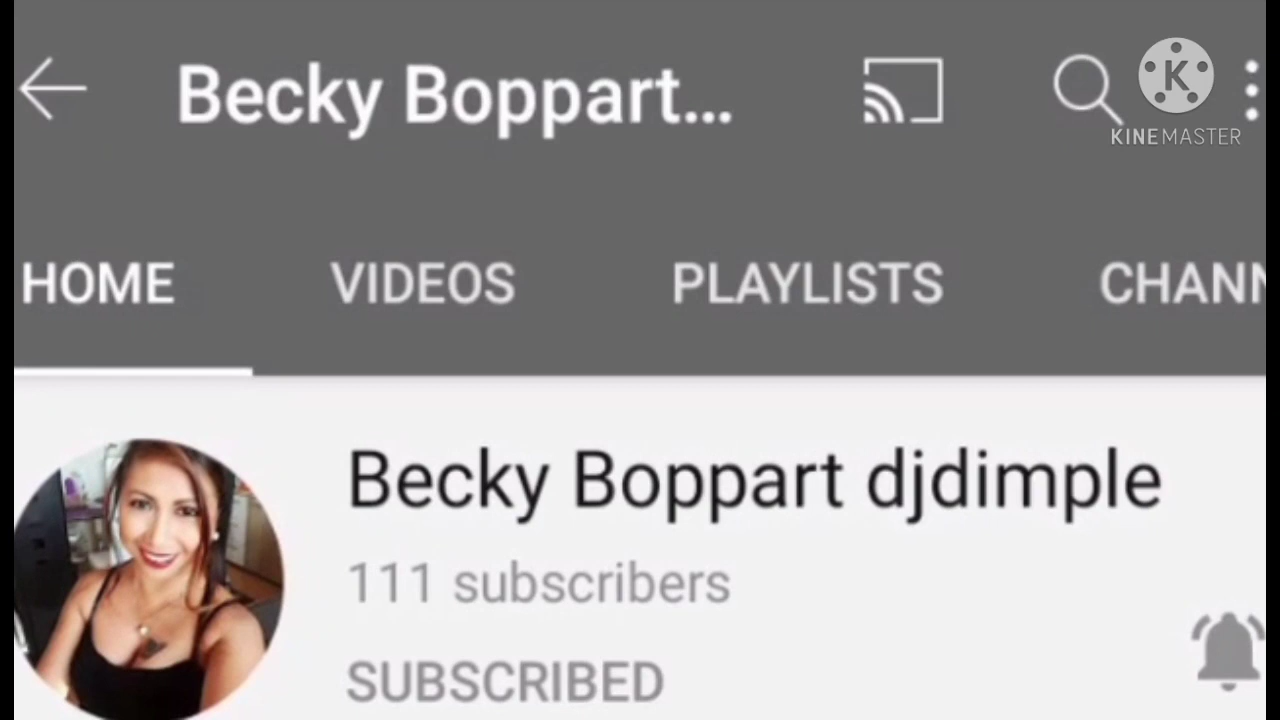 Becky Boppart...
K
KINEMASTER
HOME VIDEOS PLAYLISTS CHANN
Becky Boppart djdimple
111 subscribers
SUBSCRIBED